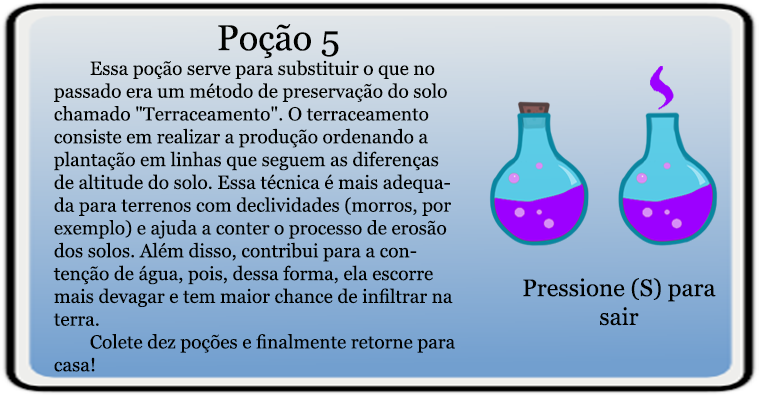 Poção 5
Essa poção serve para substituir o que no
passado era um método de preservação do solo
chamado "Terraceamento". O terraceamento
consiste em realizar a produção ordenando a
plantação em linhas que seguem as diferenças
de altitude do solo. Essa técnica é mais adequa-
da para terrenos com declividades (morros, por
exemplo) e ajuda a conter o processo de erosão
dos solos. Além disso, contribui para a con-
tenção de água, pois, dessa forma, ela escorre
mais devagar e tem maior chance de infiltrar na
terra.
Colete dez poções e finalmente retorne para
casa!
Pressione (S) para
sair